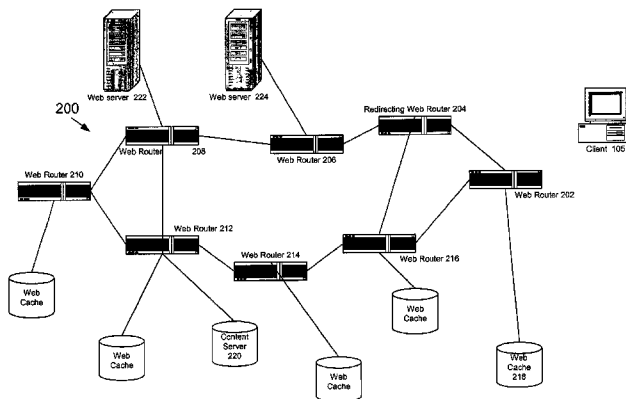 Web server 222
Web server 224
200
Redirecting Web Router 204
Client 105
Web Router 208
Web Router 206
Web Router 210
Web Router 202
Web Router 212
Web Router 214
Web Router 216
Web
Cache
Web
Cache
Content
Server
220
Web
Cache
Web
Cache
Web
Cache
218